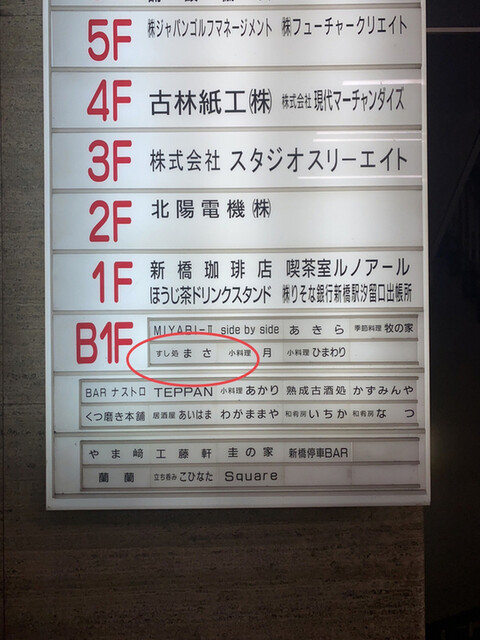 5F ㈱ジャパンゴルフマネージメント ㈱フューチャークリエイト
4F 古林紙工㈱ 株式会社 現代マーチャンダイズ
3F 株式会社 スタジオスリーエイト
2F 北陽電機㈱
1F 新橋珈琲店 喫茶室ルノアール
ほうじ茶ドリンクスタンド ㈱りそな銀行新橋駅汐留口出張所
B1F MIYABI-Ⅱ side by side あきら 季節料理 牧の家
すし処 まさ 小料理 月 小料理 ひまわり
BAR ナストロ TEPPAN 小料理 あかり 熟成古酒処 かずみんや
くつ磨き本舗 居酒屋 あいはま わがままや 和肴房 いちか 和肴房 なつ
やま﨑 工藤軒 圭の家 新橋停車BAR
蘭蘭 立ち呑み こひなた Square